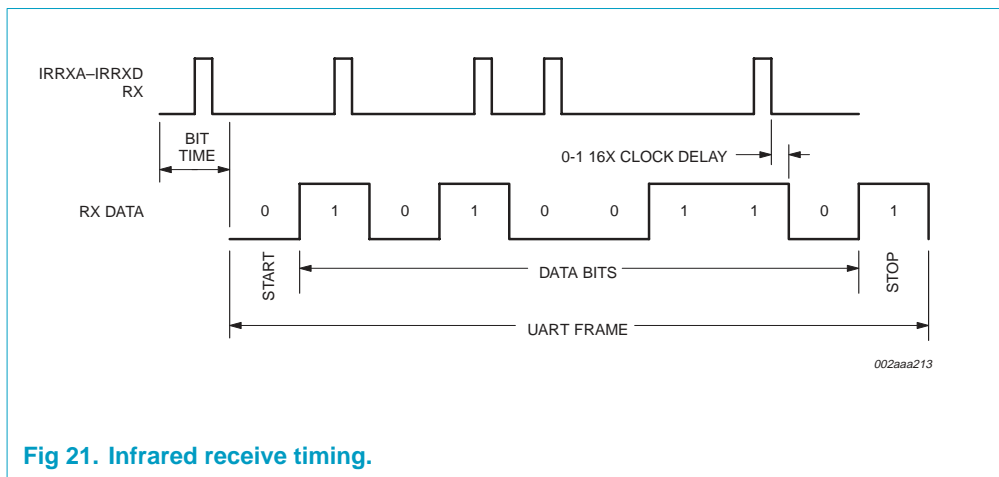 IRRXA–IRRXD
RX
BIT
TIME
0-1 16X CLOCK DELAY
RX DATA
0 1 0 1 0 0 1 1 0 1
START
DATA BITS
STOP
UART FRAME
002aaa213
Fig 21. Infrared receive timing.